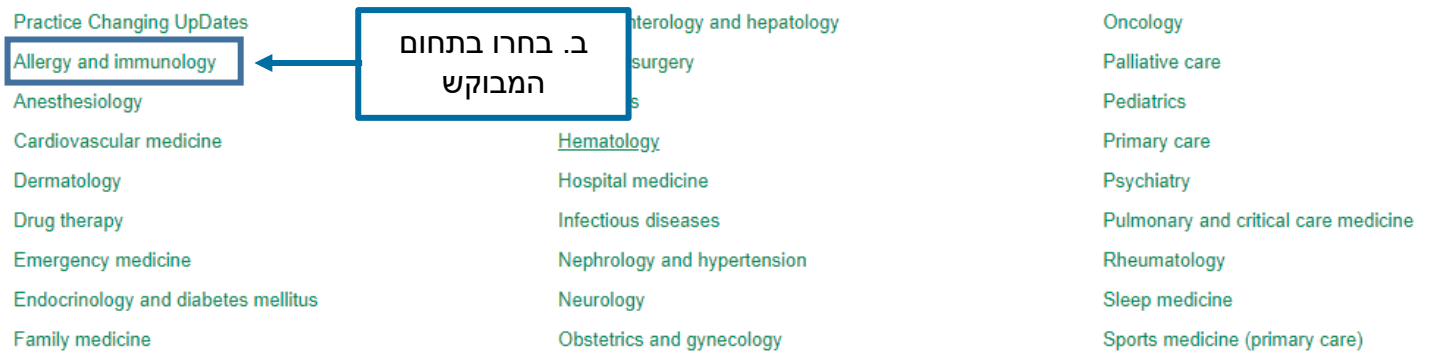 Practice Changing UpDates
Allergy and immunology
Anesthesiology
Cardiovascular medicine
Dermatology
Drug therapy
Emergency medicine
Endocrinology and diabetes mellitus
Family medicine
ב. בחרו בתחום
המבוקש
and hepatology
surgery
Hematology
Hospital medicine
Infectious diseases
Nephrology and hypertension
Neurology
Obstetrics and gynecology
Oncology
Palliative care
Pediatrics
Primary care
Psychiatry
Pulmonary and critical care medicine
Rheumatology
Sleep medicine
Sports medicine (primary care)